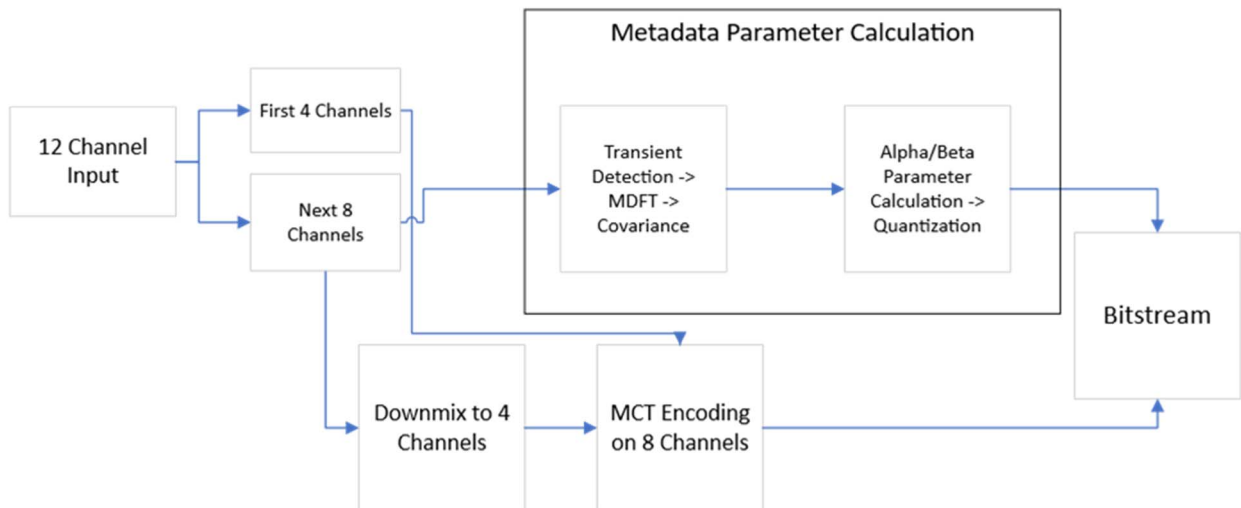 Metadata Parameter Calculation
First 4 Channels
12 Channel
Input
Next 8
Channels
Transient
Detection ->
MDFT ->
Covariance
Alpha/Beta
Parameter
Calculation ->
Quantization
Bitstream
Downmix to 4
Channels
MCT Encoding
on 8 Channels